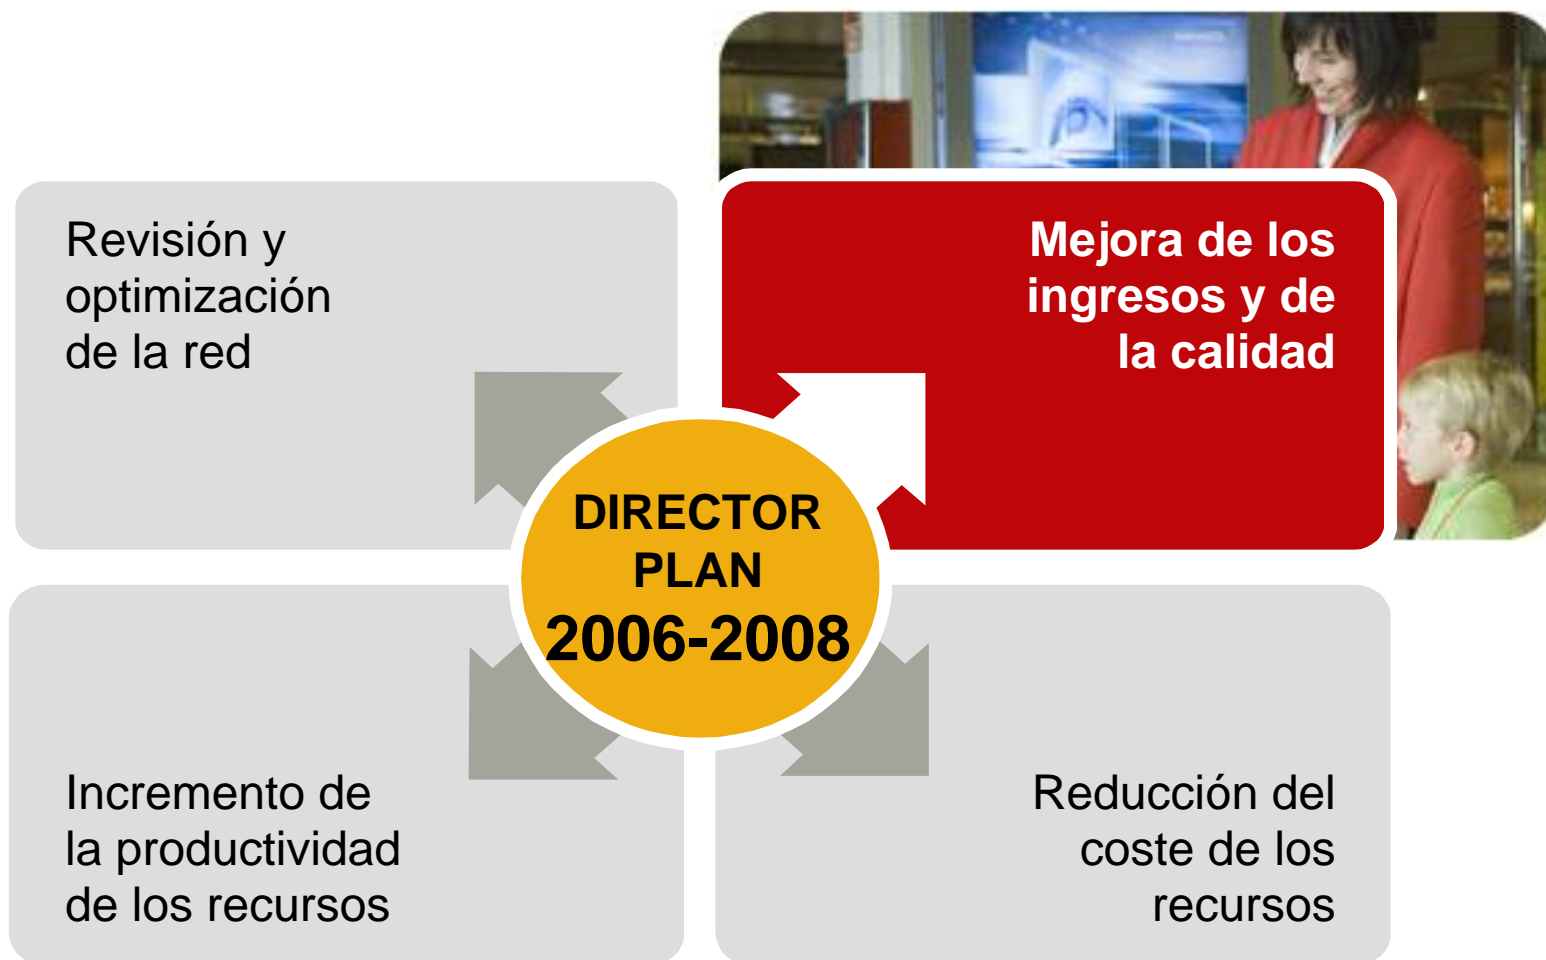 Revisión y
optimización
de la red
Mejora de los
ingresos y de
la calidad
DIRECTOR
PLAN
2006-2008
Incremento de
la productividad
de los recursos
Reducción del
coste de los
recursos